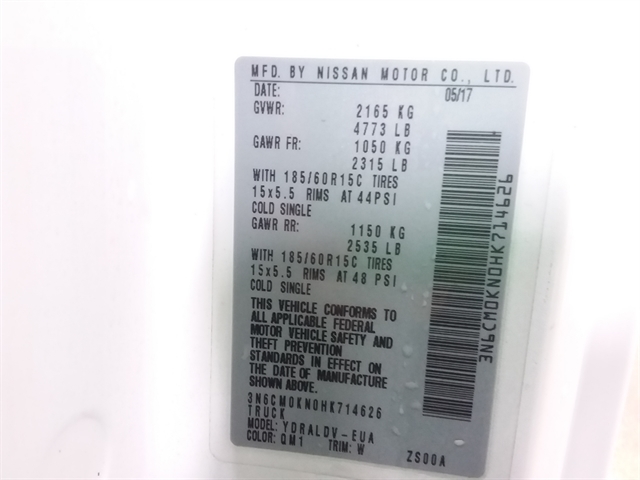 MFD. BY NISSAN MOTOR CO., LTD.
DATE: 05/17
GVWR: 2165 KG
4773 LB
GAWR FR: 1050 KG
2315 LB
WITH 185/60R15C TIRES
15x5.5 RIMS AT 44PSI
COLD SINGLE
GAWR RR: 1150 KG
2535 LB
WITH 185/60R15C TIRES
15x5.5 RIMS AT 48 PSI
COLD SINGLE
THIS VEHICLE CONFORMS TO
ALL APPLICABLE FEDERAL
MOTOR VEHICLE SAFETY AND
THEFT PREVENTION
STANDARDS IN EFFECT ON
THE DATE OF MANUFACTURE
SHOWN ABOVE.
3N6CM0KN0HK714626
TRUCK
MODEL: YDRALDV-EUA
COLOR: QM1 TRIM: W ZS00A
3N6CM0KN0HK714626